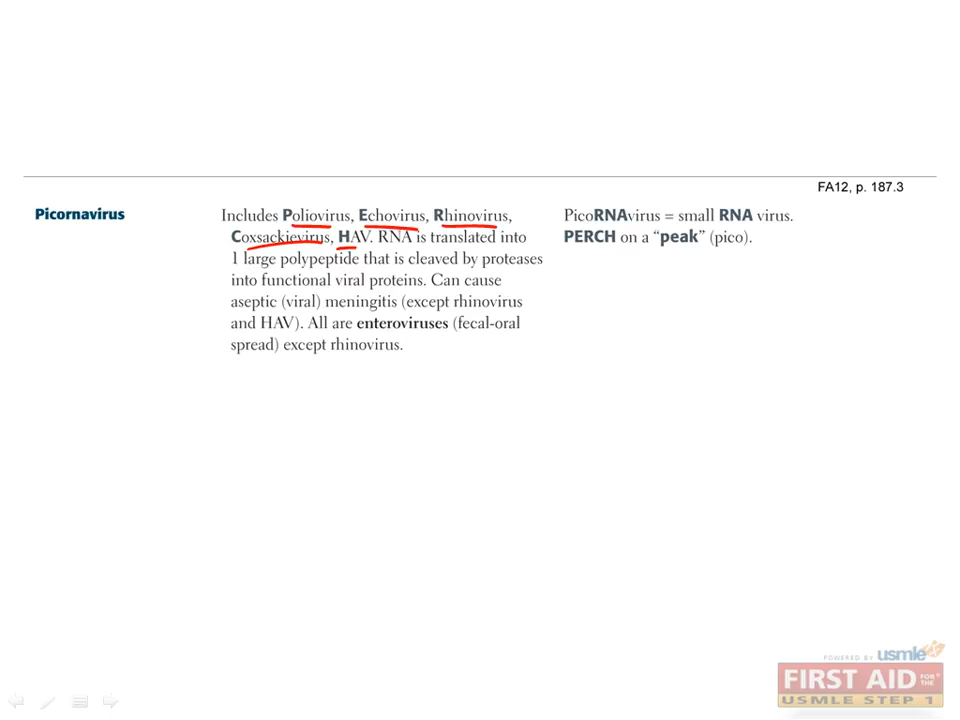 FA12, p. 187.3
Picornavirus
Includes Poliovirus, Echovirus, Rhinovirus,
Coxsackievirus, HAV. RNA is translated into
1 large polypeptide that is cleaved by proteases
into functional viral proteins. Can cause
aseptic (viral) meningitis (except rhinovirus
and HAV). All are enteroviruses (fecal-oral
spread) except rhinovirus.
PicoRNAvirus = small RNA virus.
PERCH on a “peak” (pico).
POWERED BY usmle
FIRST AID FOR THE
USMLE STEP 1